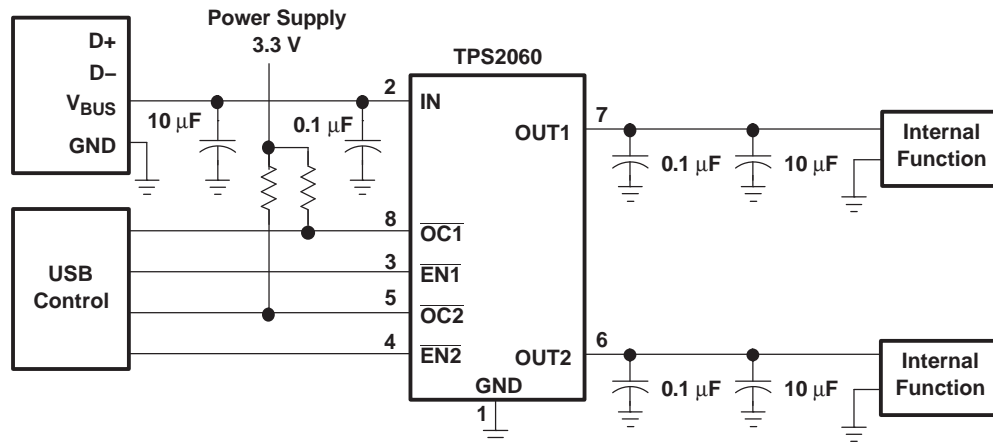 Power Supply
3.3 V
TPS2060
D+
D−
V_BUS
GND
10 μF
0.1 μF
2
IN
8
OC1
3
EN1
5
OC2
4
EN2
7
OUT1
6
OUT2
GND
1
USB
Control
0.1 μF
10 μF
Internal
Function
0.1 μF
10 μF
Internal
Function